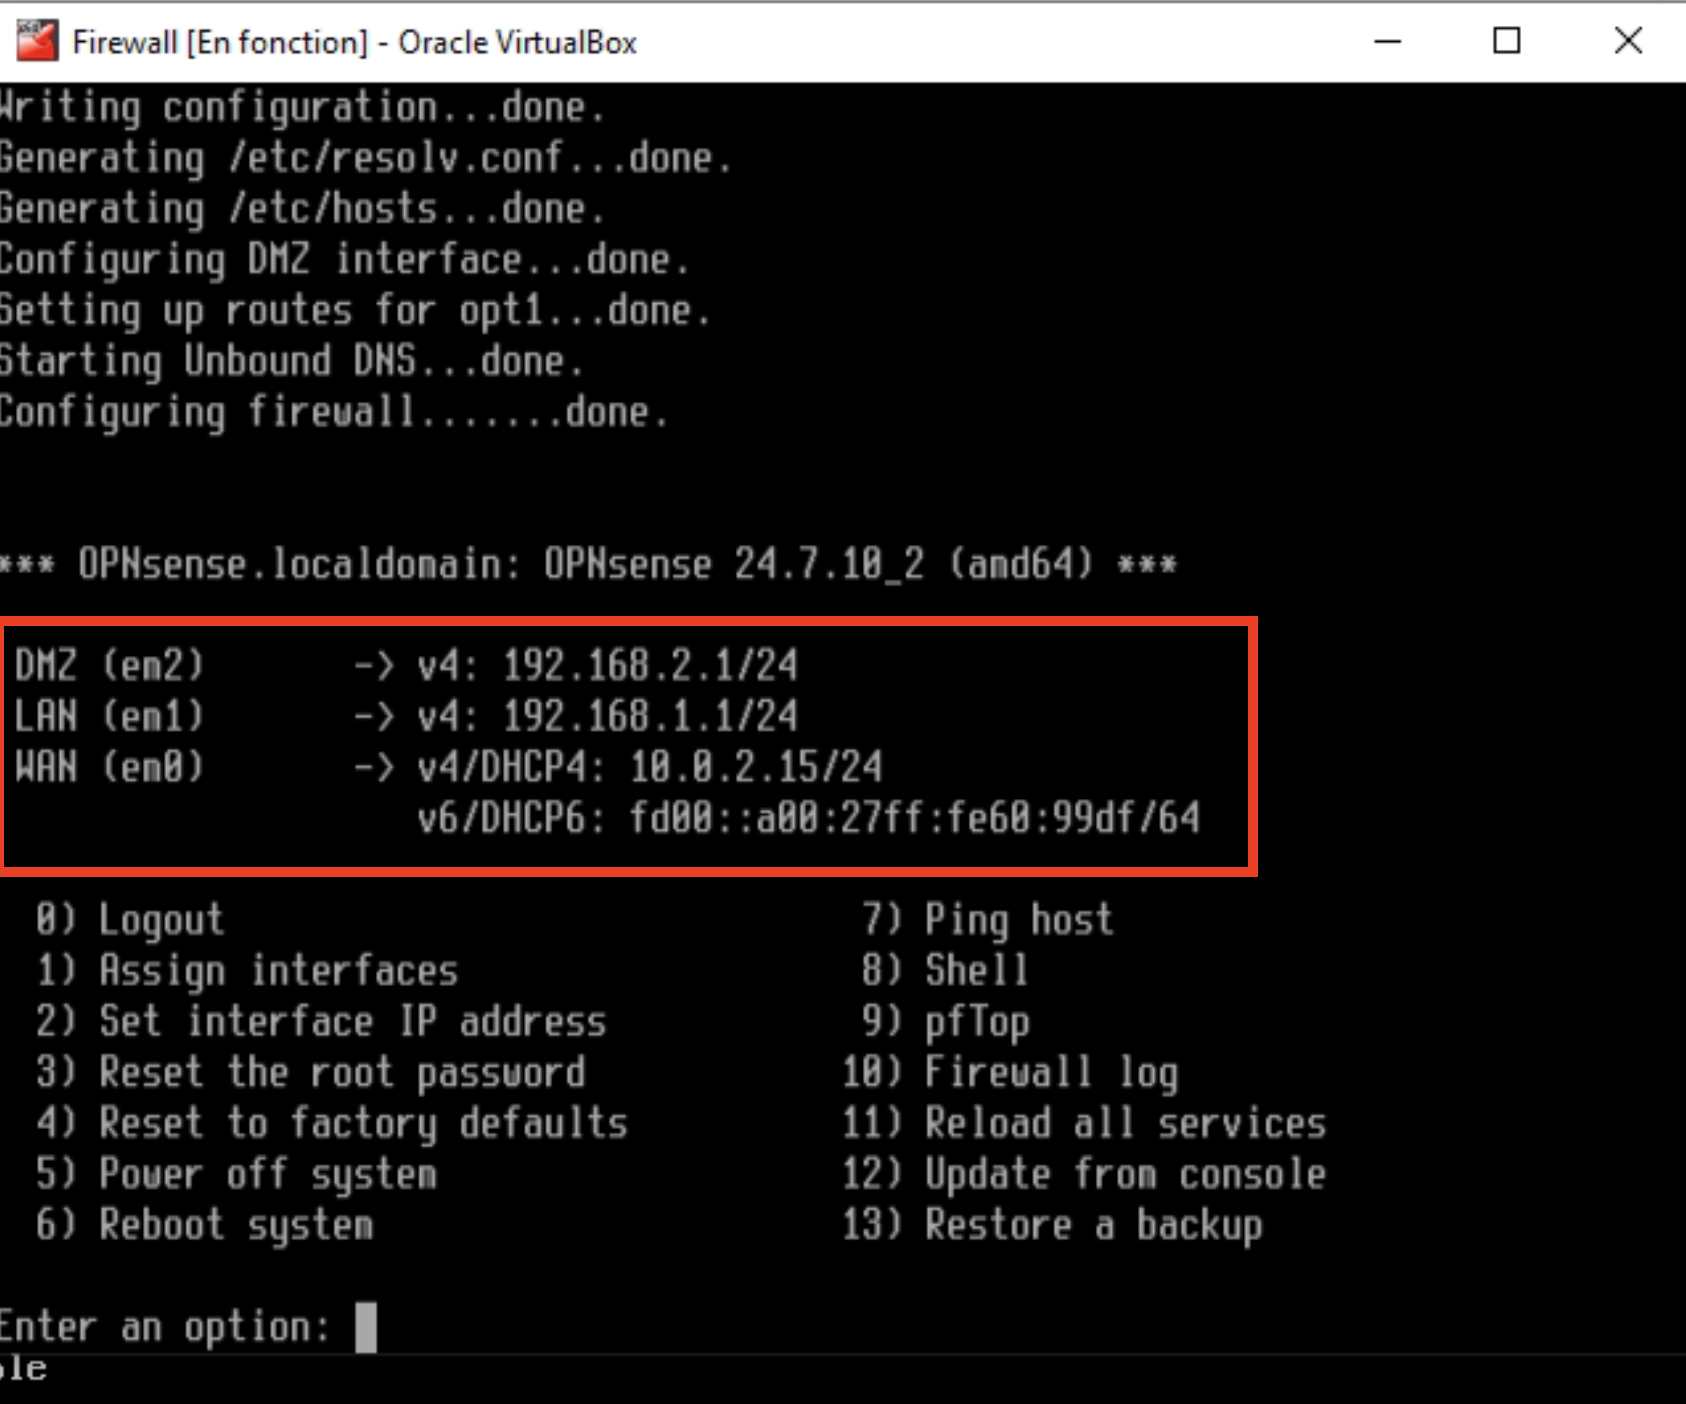 Firewall [En fonction] - Oracle VirtualBox
Writing configuration...done.
Generating /etc/resolv.conf...done.
Generating /etc/hosts...done.
Configuring DMZ interface...done.
Setting up routes for opt1...done.
Starting Unbound DNS...done.
Configuring firewall.......done.
*** OPNsense.localdomain: OPNsense 24.7.10_2 (amd64) ***
DMZ (em2) -> v4: 192.168.2.1/24
LAN (em1) -> v4: 192.168.1.1/24
WAN (em0) -> v4/DHCP4: 10.0.2.15/24
v6/DHCP6: fd00::a00:27ff:fe60:99df/64
0) Logout 7) Ping host
1) Assign interfaces 8) Shell
2) Set interface IP address 9) pfTop
3) Reset the root password 10) Firewall log
4) Reset to factory defaults 11) Reload all services
5) Power off system 12) Update from console
6) Reboot system 13) Restore a backup
Enter an option: